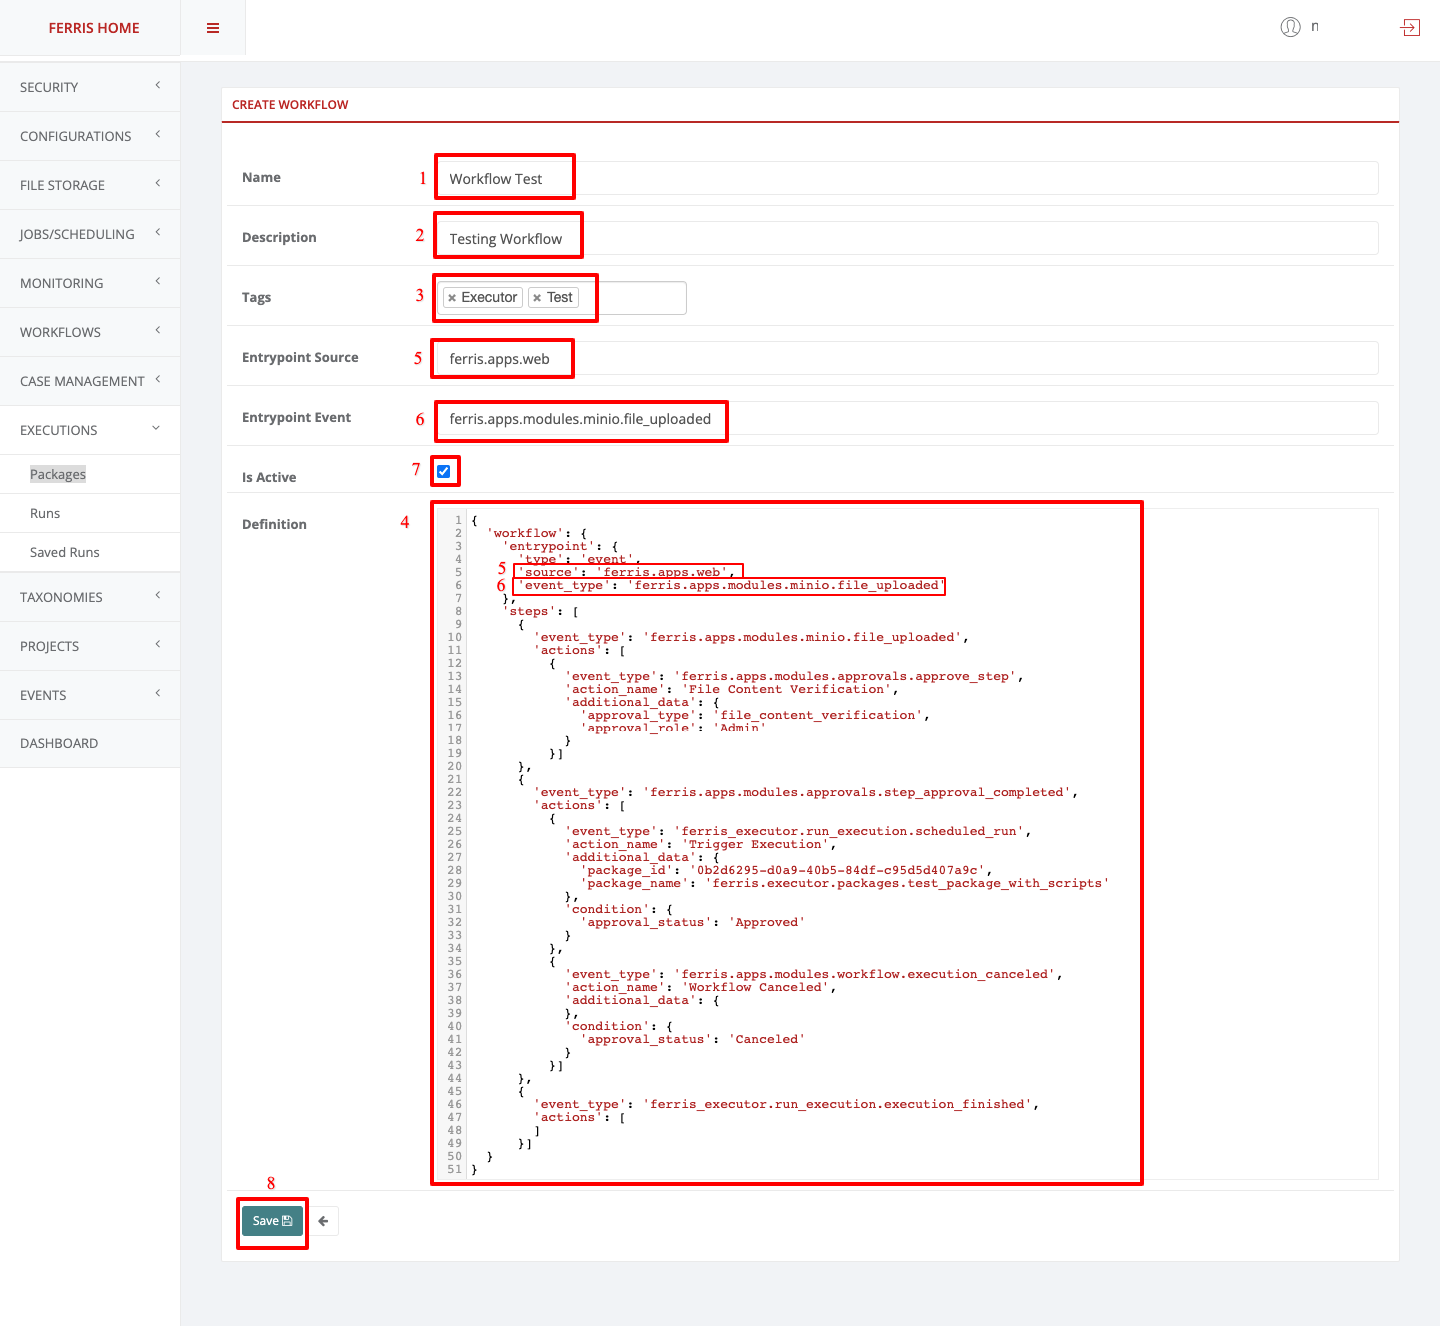 FERRIS HOME
n
SECURITY
CONFIGURATIONS
FILE STORAGE
JOBS/SCHEDULING
MONITORING
WORKFLOWS
CASE MANAGEMENT
EXECUTIONS
Packages
Runs
Saved Runs
TAXONOMIES
PROJECTS
EVENTS
DASHBOARD
CREATE WORKFLOW
Name 1 Workflow Test
Description 2 Testing Workflow
Tags 3 × Executor × Test
Entrypoint Source 5 ferris.apps.web
Entrypoint Event 6 ferris.apps.modules.minio.file_uploaded
Is Active 7
Definition 4
1 {
2 'workflow': {
3 'entrypoint': {
4 'type': 'event',
5 5 'source': 'ferris.apps.web',
6 6 'event_type': 'ferris.apps.modules.minio.file_uploaded'
7 },
8 'steps': [
9 {
10 'event_type': 'ferris.apps.modules.minio.file_uploaded',
11 'actions': [
12 {
13 'event_type': 'ferris.apps.modules.approvals.approve_step',
14 'action_name': 'File Content Verification',
15 'additional_data': {
16 'approval_type': 'file_content_verification',
17 'approval_role': 'Admin'
18 }
19 }]
20 },
21 {
22 'event_type': 'ferris.apps.modules.approvals.step_approval_completed',
23 'actions': [
24 {
25 'event_type': 'ferris_executor.run_execution.scheduled_run',
26 'action_name': 'Trigger Execution',
27 'additional_data': {
28 'package_id': '0b2d6295-d0a9-40b5-84df-c95d5d407a9c',
29 'package_name': 'ferris.executor.packages.test_package_with_scripts'
30 },
31 'condition': {
32 'approval_status': 'Approved'
33 }
34 },
35 {
36 'event_type': 'ferris.apps.modules.workflow.execution_canceled',
37 'action_name': 'Workflow Canceled',
38 'additional_data': {
39 },
40 'condition': {
41 'approval_status': 'Canceled'
42 }
43 }]
44 },
45 {
46 'event_type': 'ferris_executor.run_execution.execution_finished',
47 'actions': [
48 ]
49 }]
50 }
51 }
8
Save